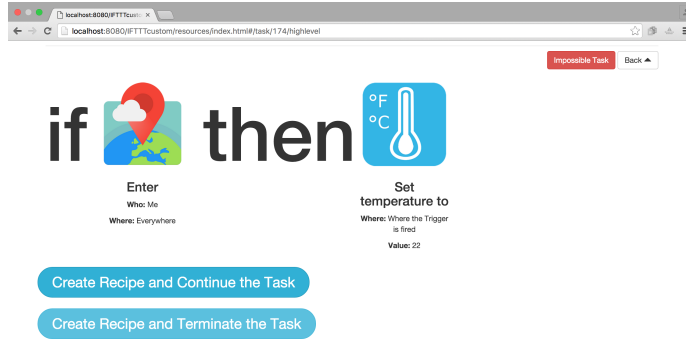 localhost:8080/IFTTTcusto
localhost:8080/IFTTTcustom/resources/index.html#/task/174/highlevel
Impossible Task
Back
if
then
°F
°C
Enter
Who: Me
Where: Everywhere
Set
temperature to
Where: Where the Trigger
is fired
Value: 22
Create Recipe and Continue the Task
Create Recipe and Terminate the Task